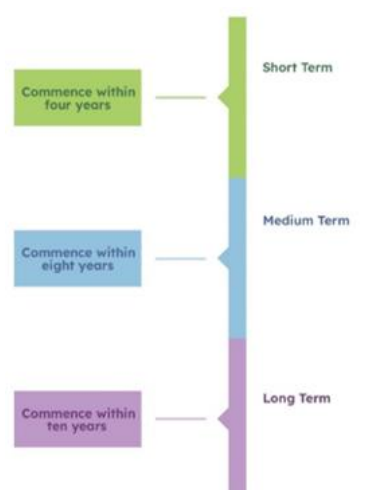 Short Term
Commence within
four years
Medium Term
Commence within
eight years
Long Term
Commence within
ten years